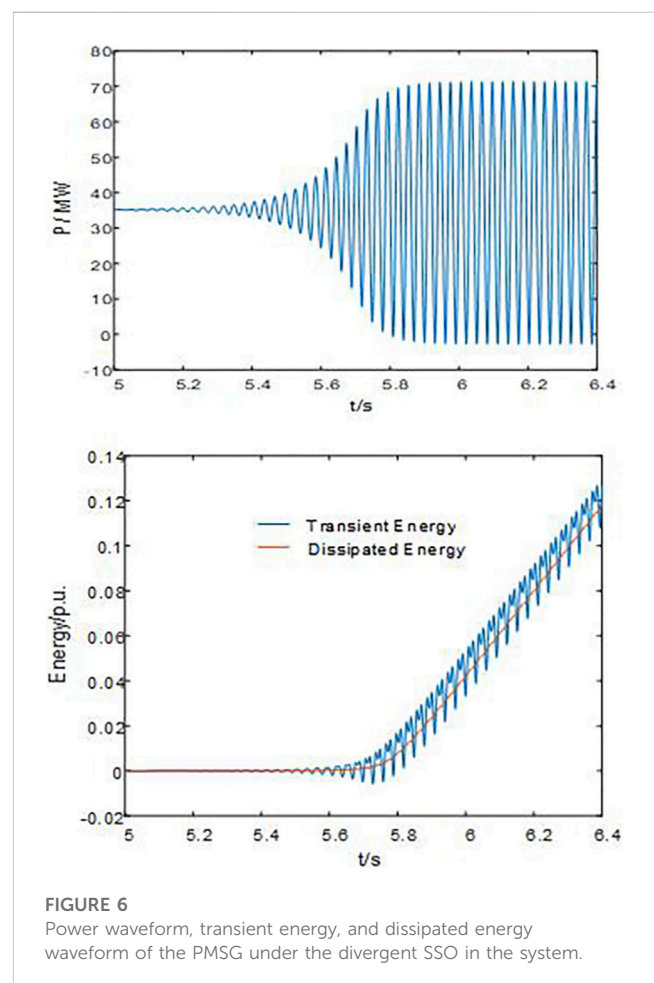 80
70
60
50
40
30
20
10
0
-10
P/MW
5 5.2 5.4 5.6 5.8 6 6.2 6.4
t/s
0.14
0.12
0.1
0.08
0.06
0.04
0.02
0
-0.02
Energy/p.u.
Transient Energy
Dissipated Energy
5 5.2 5.4 5.6 5.8 6 6.2 6.4
t/s
FIGURE 6
Power waveform, transient energy, and dissipated energy
waveform of the PMSG under the divergent SSO in the system.